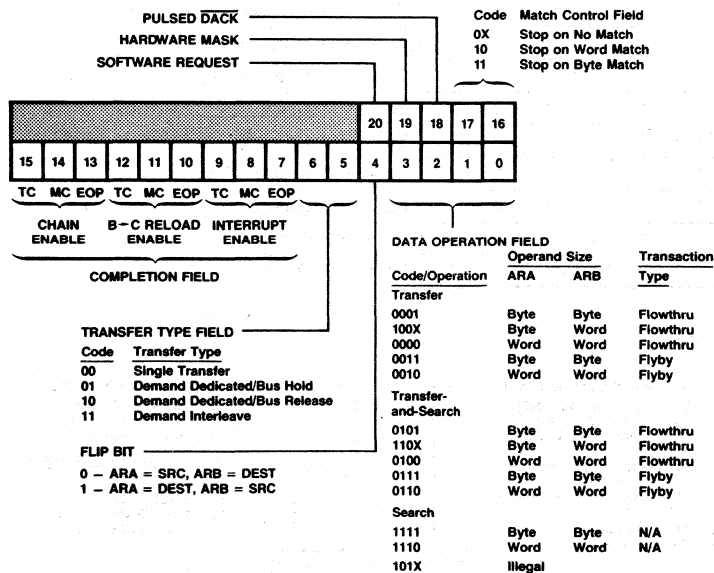 PULSED DACK
HARDWARE MASK
SOFTWARE REQUEST
Code Match Control Field
0X Stop on No Match
10 Stop on Word Match
11 Stop on Byte Match
20 19 18 17 16
15 14 13 12 11 10 9 8 7 6 5 4 3 2 1 0
TC MC EOP TC MC EOP TC MC EOP
CHAIN ENABLE
B–C RELOAD ENABLE
INTERRUPT ENABLE
COMPLETION FIELD
TRANSFER TYPE FIELD
Code Transfer Type
00 Single Transfer
01 Demand Dedicated/Bus Hold
10 Demand Dedicated/Bus Release
11 Demand Interleave
FLIP BIT
0 – ARA = SRC, ARB = DEST
1 – ARA = DEST, ARB = SRC
DATA OPERATION FIELD
Operand Size Transaction
Code/Operation ARA ARB Type
Transfer
0001 Byte Byte Flowthru
100X Byte Word Flowthru
0000 Word Word Flowthru
0011 Byte Byte Flyby
0010 Word Word Flyby
Transfer-
and-Search
0101 Byte Byte Flowthru
110X Byte Word Flowthru
0100 Word Word Flowthru
0111 Byte Byte Flyby
0110 Word Word Flyby
Search
1111 Byte Byte N/A
1110 Word Word N/A
101X Illegal